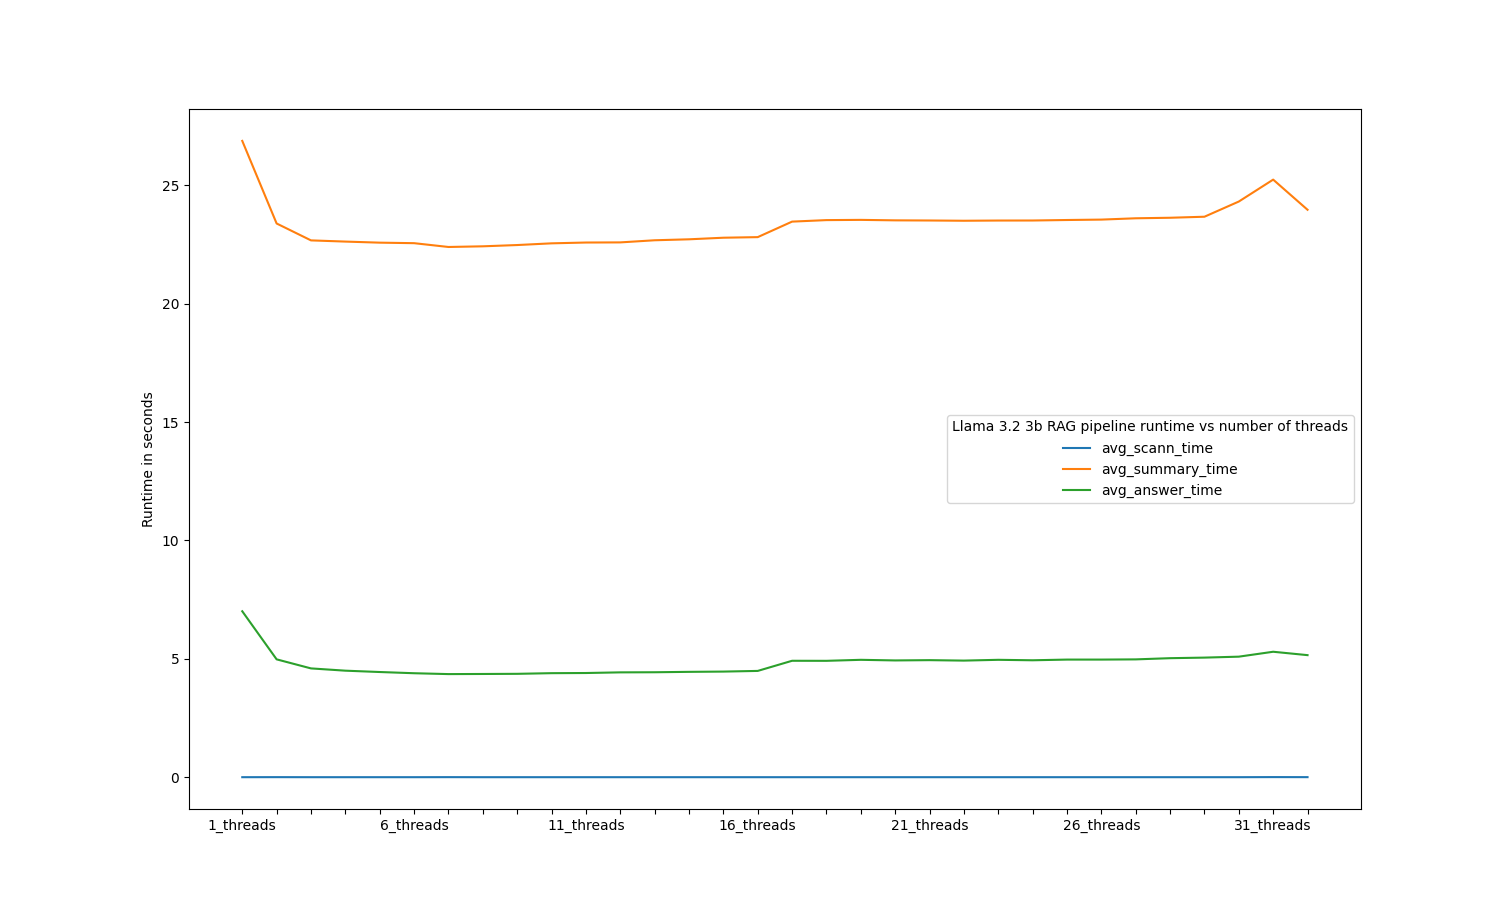 25
20
15
10
5
0
Runtime in seconds
Llama 3.2 3b RAG pipeline runtime vs number of threads
avg_scann_time
avg_summary_time
avg_answer_time
1_threads 6_threads 11_threads 16_threads 21_threads 26_threads 31_threads